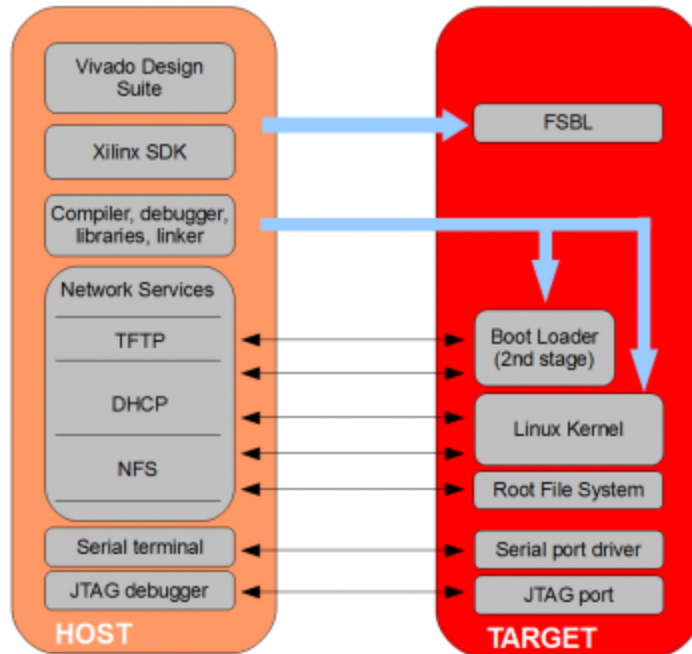 Vivado Design
Suite
Xilinx SDK
Compiler, debugger,
libraries, linker
Network Services
TFTP
DHCP
NFS
Serial terminal
JTAG debugger
HOST
FSBL
Boot Loader
(2nd stage)
Linux Kernel
Root File System
Serial port driver
JTAG port
TARGET